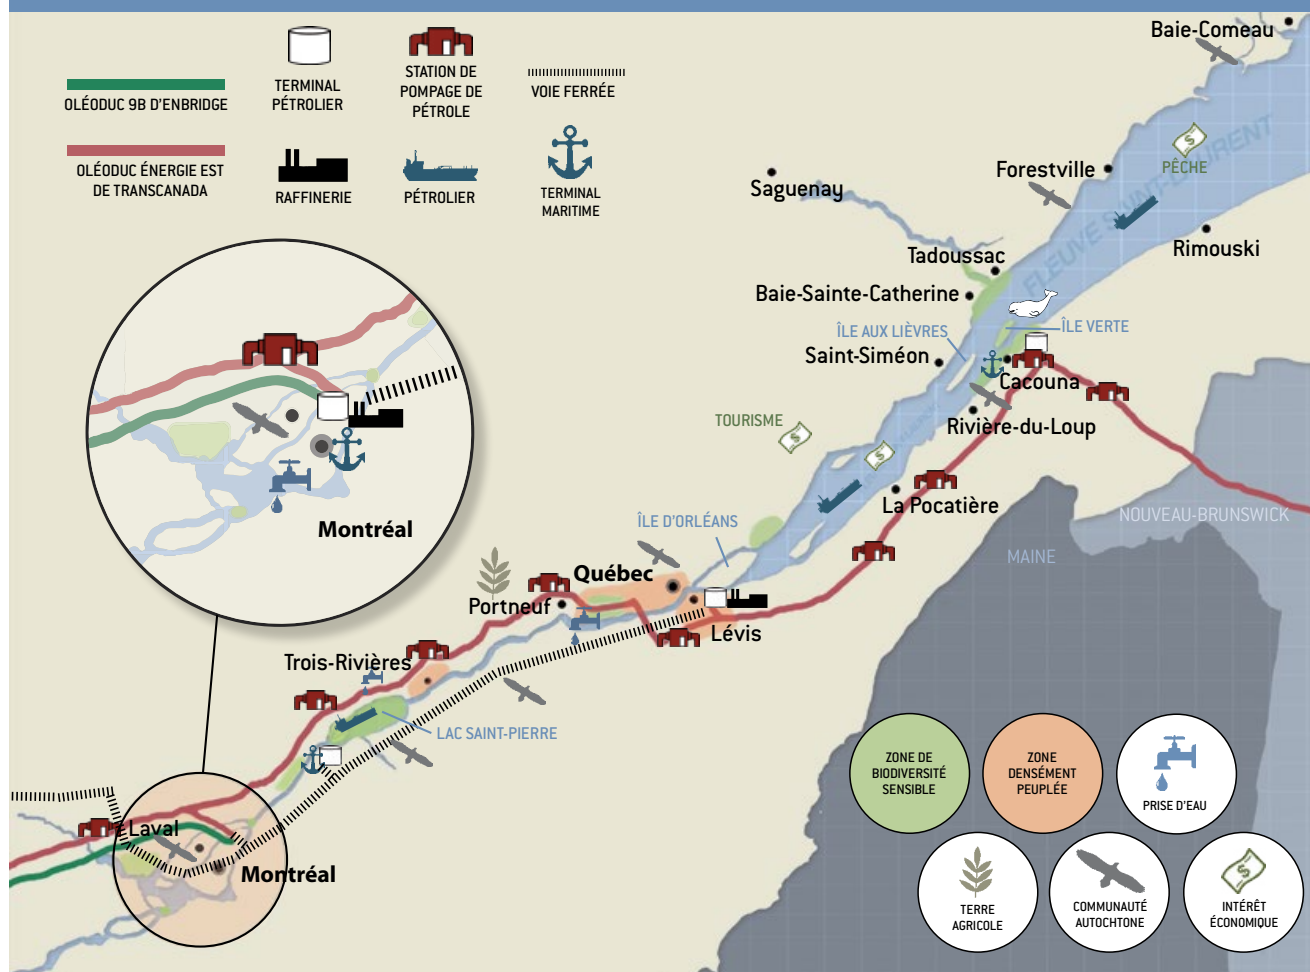 OLÉODUC 9B D'ENBRIDGE
TERMINAL
PÉTROLIER
STATION DE
POMPAGE DE
PÉTROLE
VOIE FERRÉE
OLÉODUC ÉNERGIE EST
DE TRANSCANADA
RAFFINERIE
PÉTROLIER
TERMINAL
MARITIME
Baie-Comeau
PÊCHE
Forestville
FLEUVE SAINT-LAURENT
Saguenay
Rimouski
Tadoussac
Baie-Sainte-Catherine
ÎLE AUX LIÈVRES
ÎLE VERTE
Saint-Siméon
Cacouna
TOURISME
Rivière-du-Loup
La Pocatière
NOUVEAU-BRUNSWICK
ÎLE D'ORLÉANS
MAINE
Montréal
Québec
Portneuf
Lévis
Trois-Rivières
LAC SAINT-PIERRE
Laval
Montréal
ZONE DE
BIODIVERSITÉ
SENSIBLE
ZONE
DENSÉMENT
PEUPLÉE
PRISE D'EAU
TERRE
AGRICOLE
COMMUNAUTÉ
AUTOCHTONE
INTÉRÊT
ÉCONOMIQUE